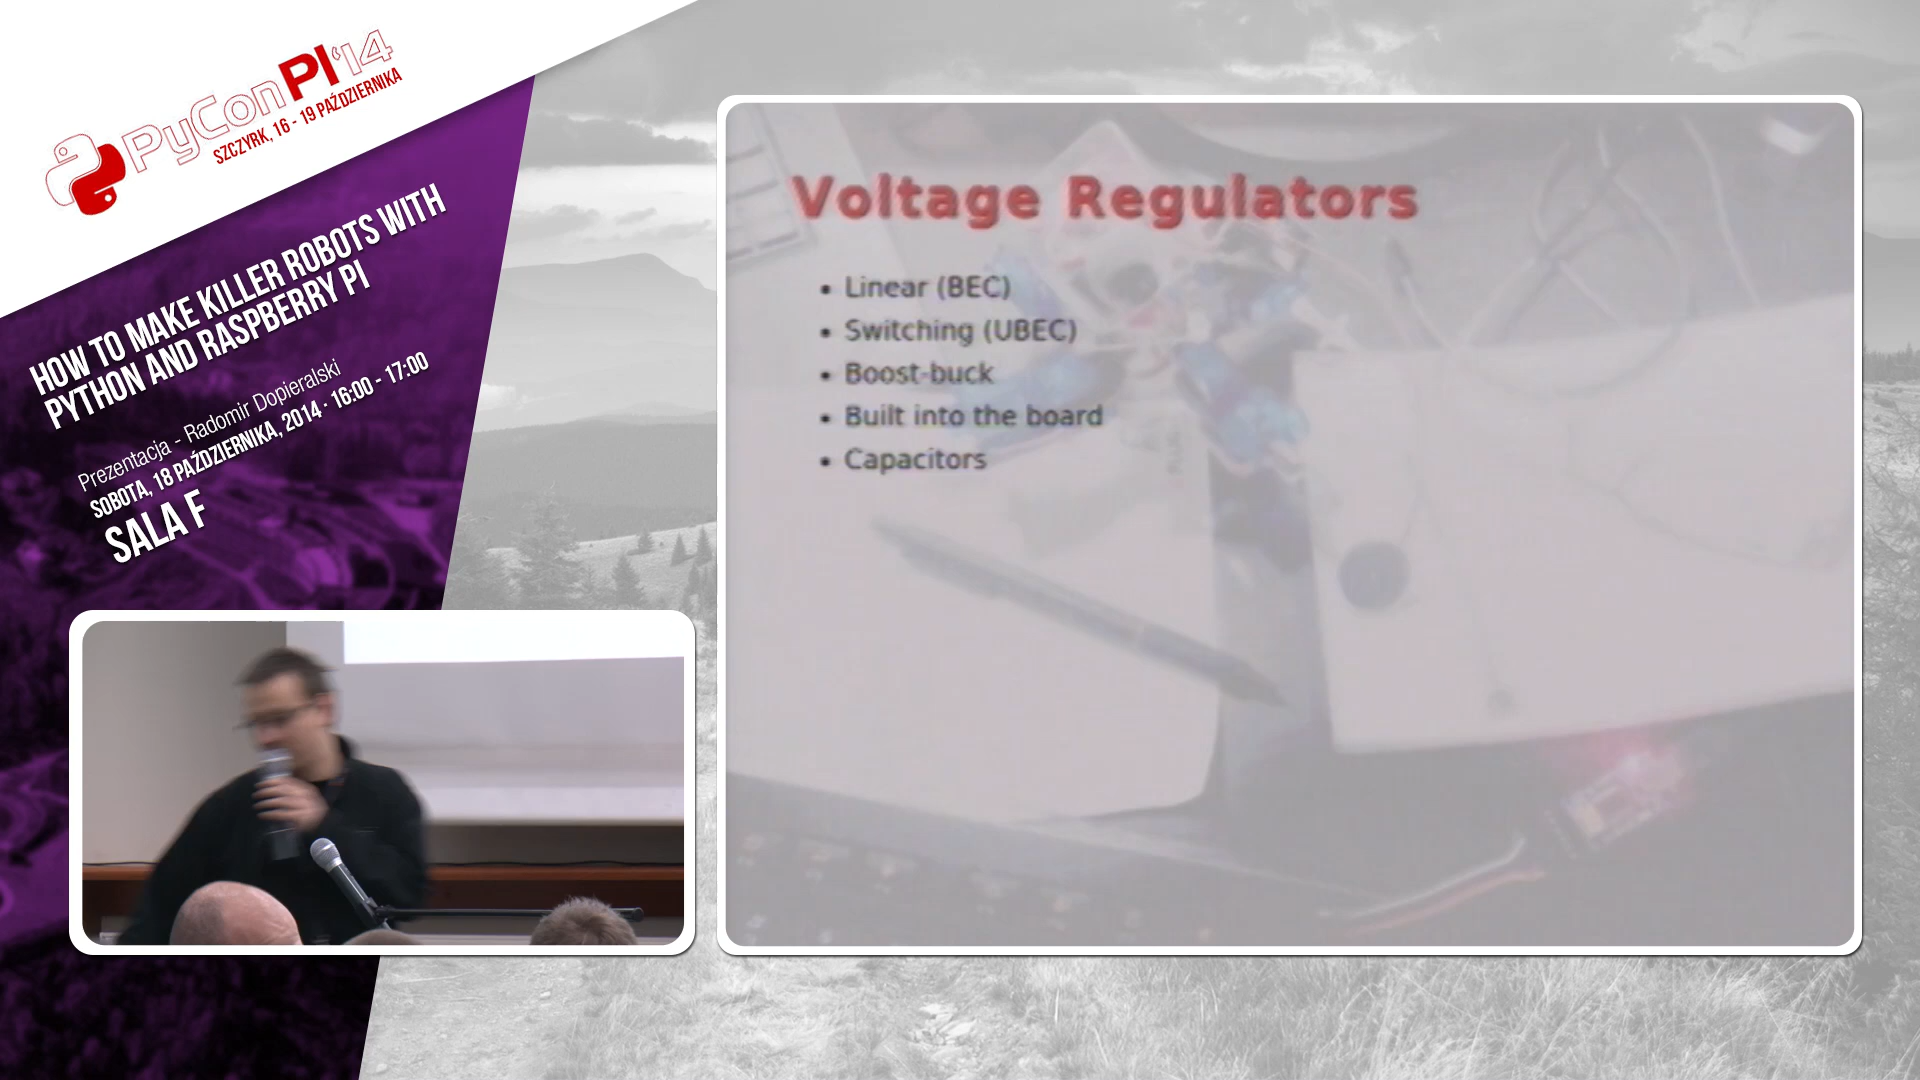 PyConPl'14
SZCZYRK, 16 - 19 PAŹDZIERNIKA
HOW TO MAKE KILLER ROBOTS WITH
PYTHON AND RASPBERRY PI
Prezentacja - Radomir Dopieralski
SOBOTA, 18 PAŹDZIERNIKA, 2014 · 16:00 - 17:00
SALA F
Voltage Regulators
• Linear (BEC)
• Switching (UBEC)
• Boost-buck
• Built into the board
• Capacitors